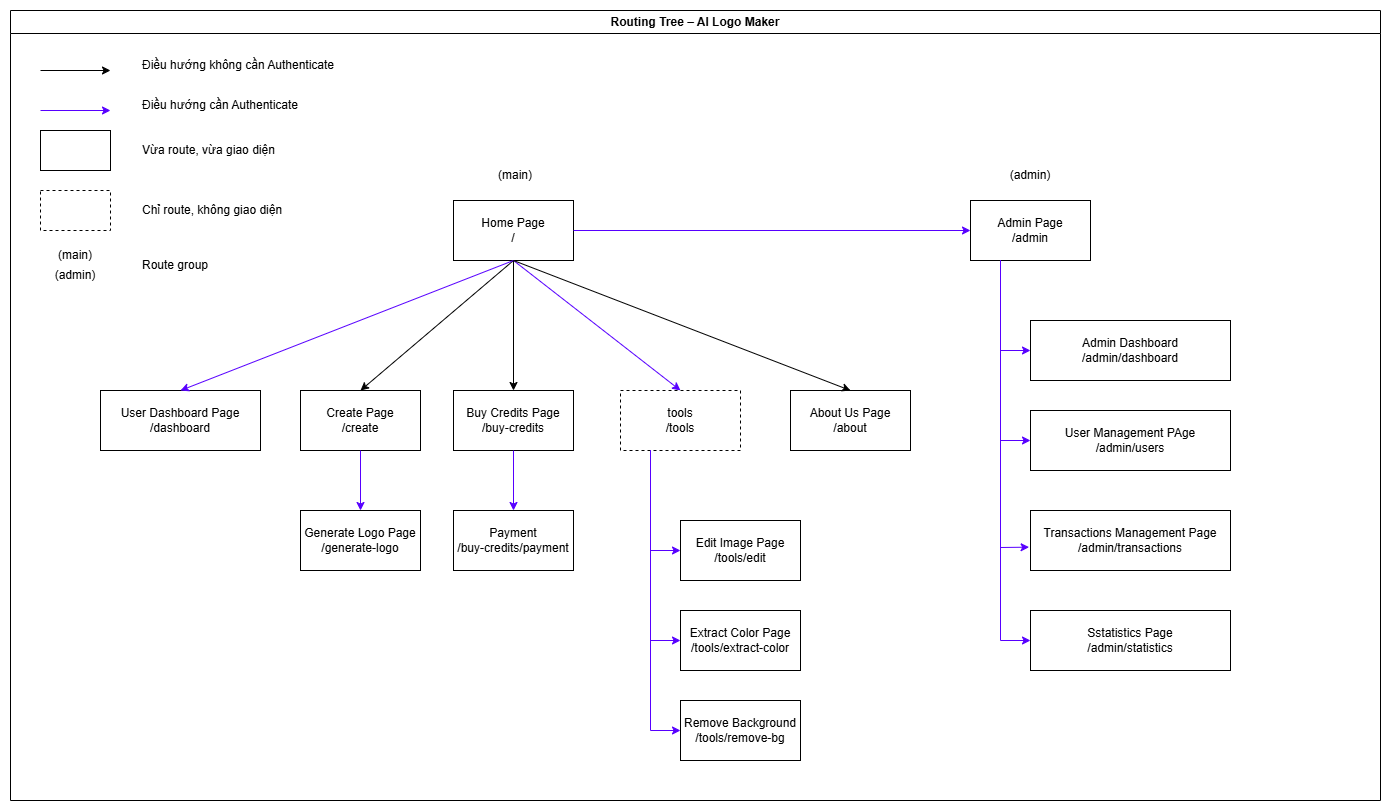 Routing Tree – AI Logo Maker
Điều hướng không cần Authenticate
Điều hướng cần Authenticate
Vừa route, vừa giao diện
Chỉ route, không giao diện
(main)
(admin)
Route group
(main)
(admin)
Home Page
/
Admin Page
/admin
User Dashboard Page
/dashboard
Create Page
/create
Buy Credits Page
/buy-credits
tools
/tools
About Us Page
/about
Generate Logo Page
/generate-logo
Payment
/buy-credits/payment
Edit Image Page
/tools/edit
Extract Color Page
/tools/extract-color
Remove Background
/tools/remove-bg
Admin Dashboard
/admin/dashboard
User Management PAge
/admin/users
Transactions Management Page
/admin/transactions
Sstatistics Page
/admin/statistics